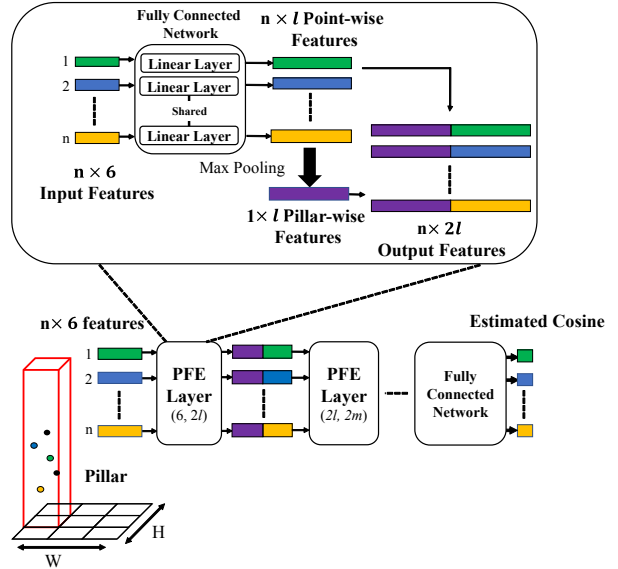 Fully Connected
Network
n × l Point-wise
Features
1
Linear Layer
2
Linear Layer
Shared
n
Linear Layer
n × 6
Input Features
Max Pooling
1× l Pillar-wise
Features
n× 2l
Output Features
n× 6 features
Estimated Cosine
1
2
n
PFE
Layer
(6, 2l)
PFE
Layer
(2l, 2m)
Fully
Connected
Network
Pillar
H
W